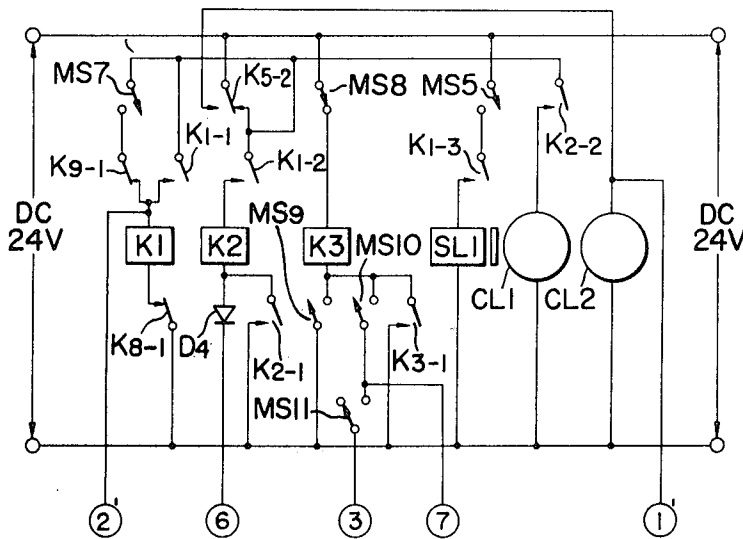 MS7
K5-2
MS8
MS5
K9-1
K1-1
K1-2
K1-3
K2-2
DC
24V
DC
24V
MS9
MS10
K1
K2
K3
SL1
CL1
CL2
K8-1
D4
K2-1
K3-1
MS11
2'
6
3
7
1'